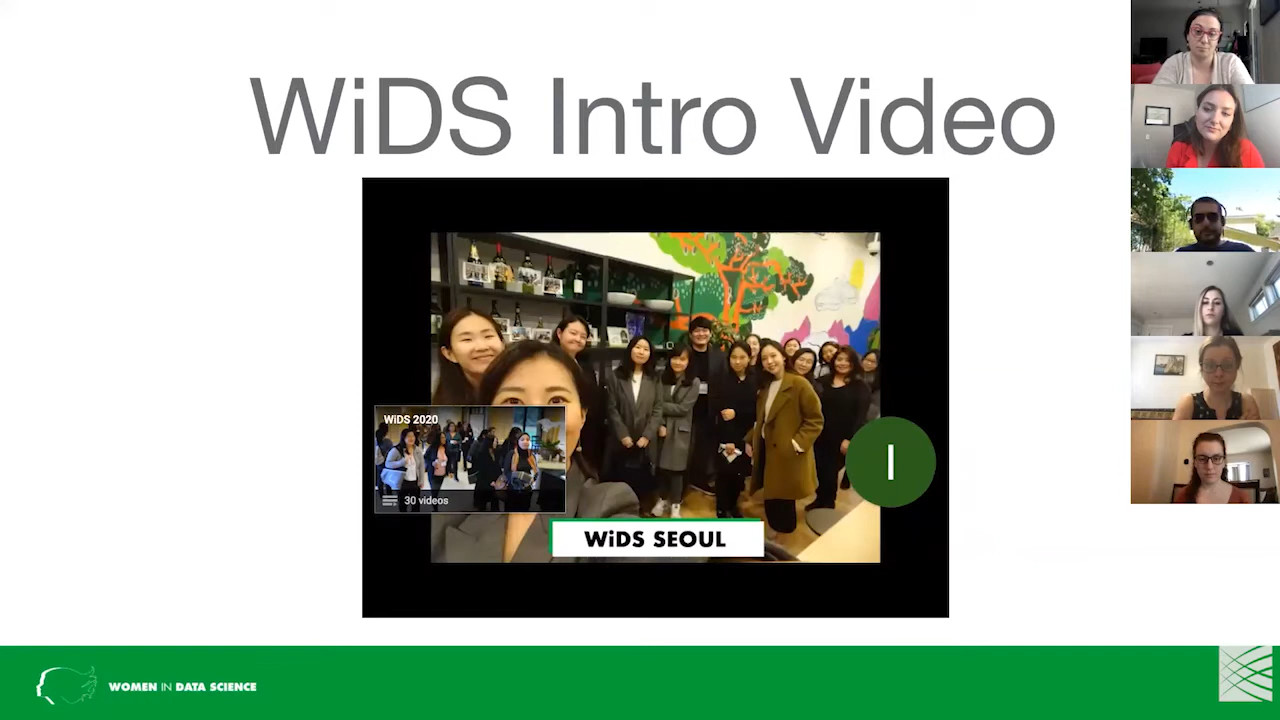 WiDS Intro Video
WiDS 2020
30 videos
I
WiDS SEOUL
WOMEN IN DATA SCIENCE